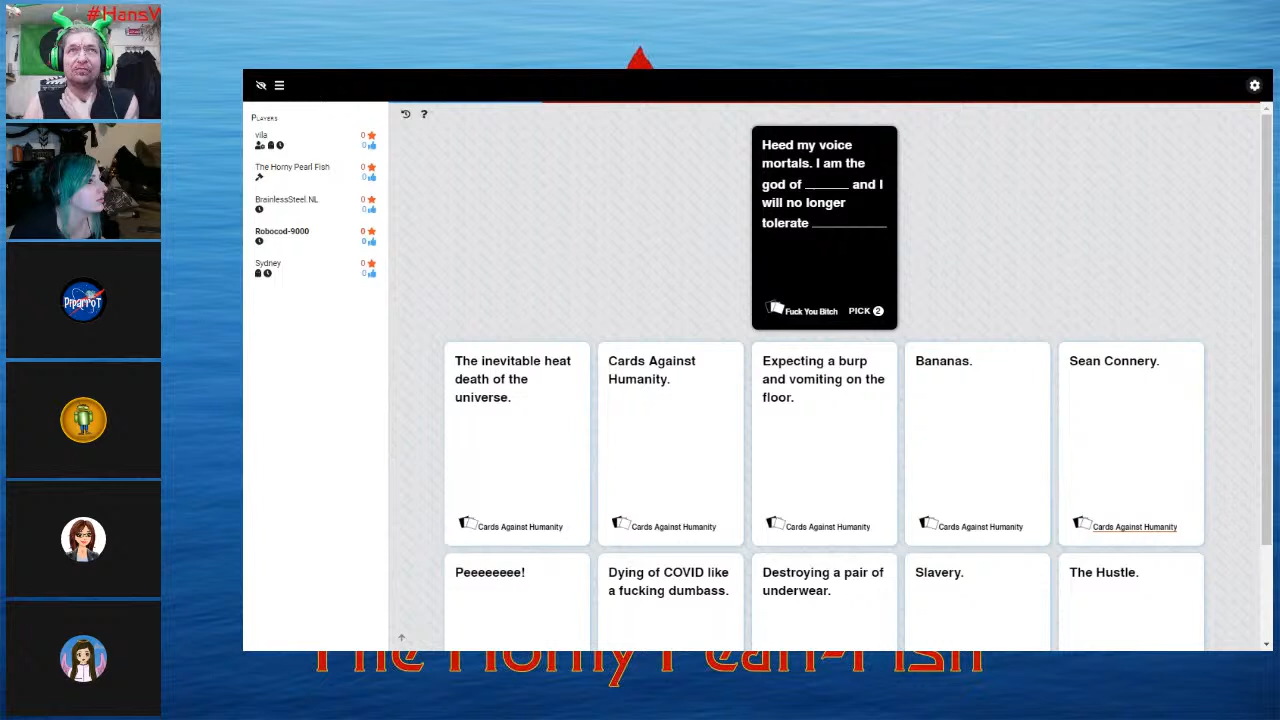 #HansV
Players
vila
0
0
The Horny Pearl Fish
0
0
BrainlessSteel.NL
0
0
Robocod-9000
0
0
Sydney
0
0
?
Heed my voice
mortals. I am the
god of ______ and I
will no longer
tolerate __________
Fuck You Bitch PICK 2
The inevitable heat
death of the
universe.
Cards Against Humanity
Cards Against
Humanity.
Cards Against Humanity
Expecting a burp
and vomiting on the
floor.
Cards Against Humanity
Bananas.
Cards Against Humanity
Sean Connery.
Cards Against Humanity
Peeeeeeee!
Dying of COVID like
a fucking dumbass.
Destroying a pair of
underwear.
Slavery.
The Hustle.
PiparroT
The Horny Pearl-Fish